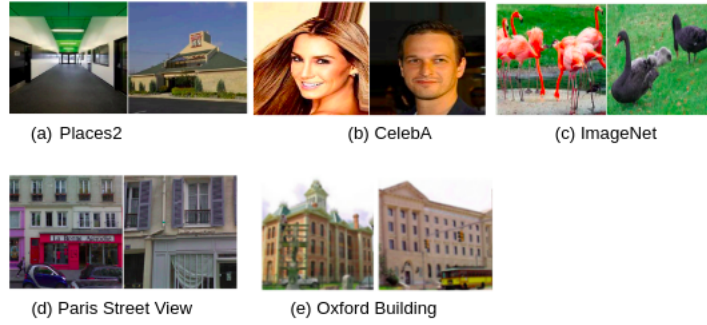 (a) Places2
(b) CelebA
(c) ImageNet
(d) Paris Street View
(e) Oxford Building